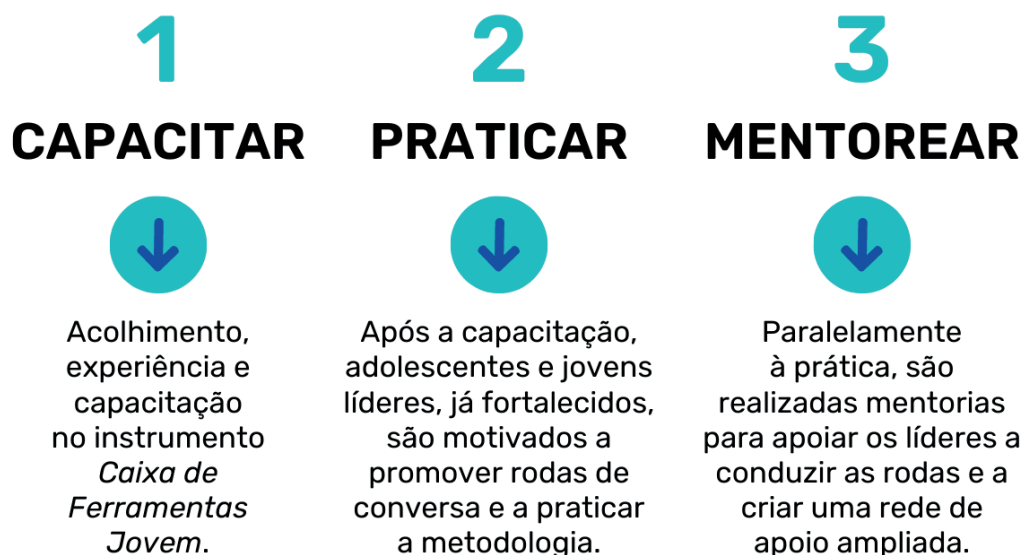 1
CAPACITAR
Acolhimento,
experiência e
capacitação
no instrumento
Caixa de
Ferramentas
Jovem.
2
PRATICAR
Após a capacitação,
adolescentes e jovens
líderes, já fortalecidos,
são motivados a
promover rodas de
conversa e a praticar
a metodologia.
3
MENTOREAR
Paralelamente
à prática, são
realizadas mentorias
para apoiar os líderes a
conduzir as rodas e a
criar uma rede de
apoio ampliada.